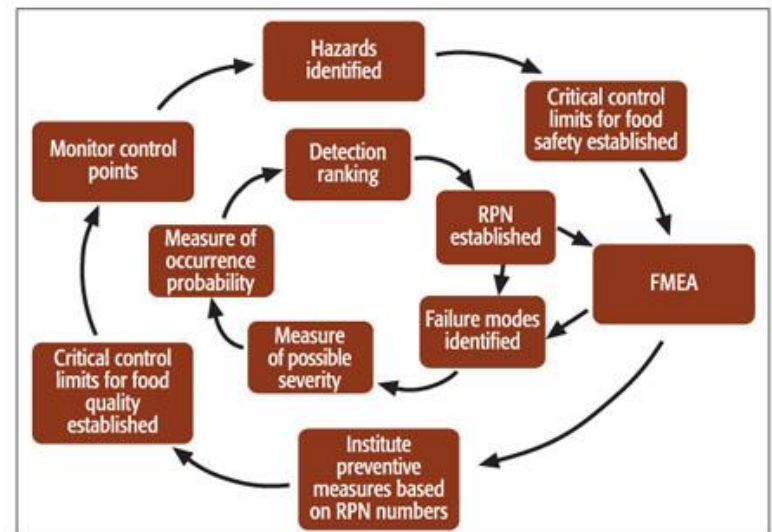 Hazards
identified
Critical control
limits for food
safety established
Monitor control
points
Detection
ranking
RPN
established
Measure of
occurrence
probability
FMEA
Failure modes
identified
Measure
of possible
severity
Critical control
limits for food
quality
established
Institute
preventive
measures based
on RPN numbers